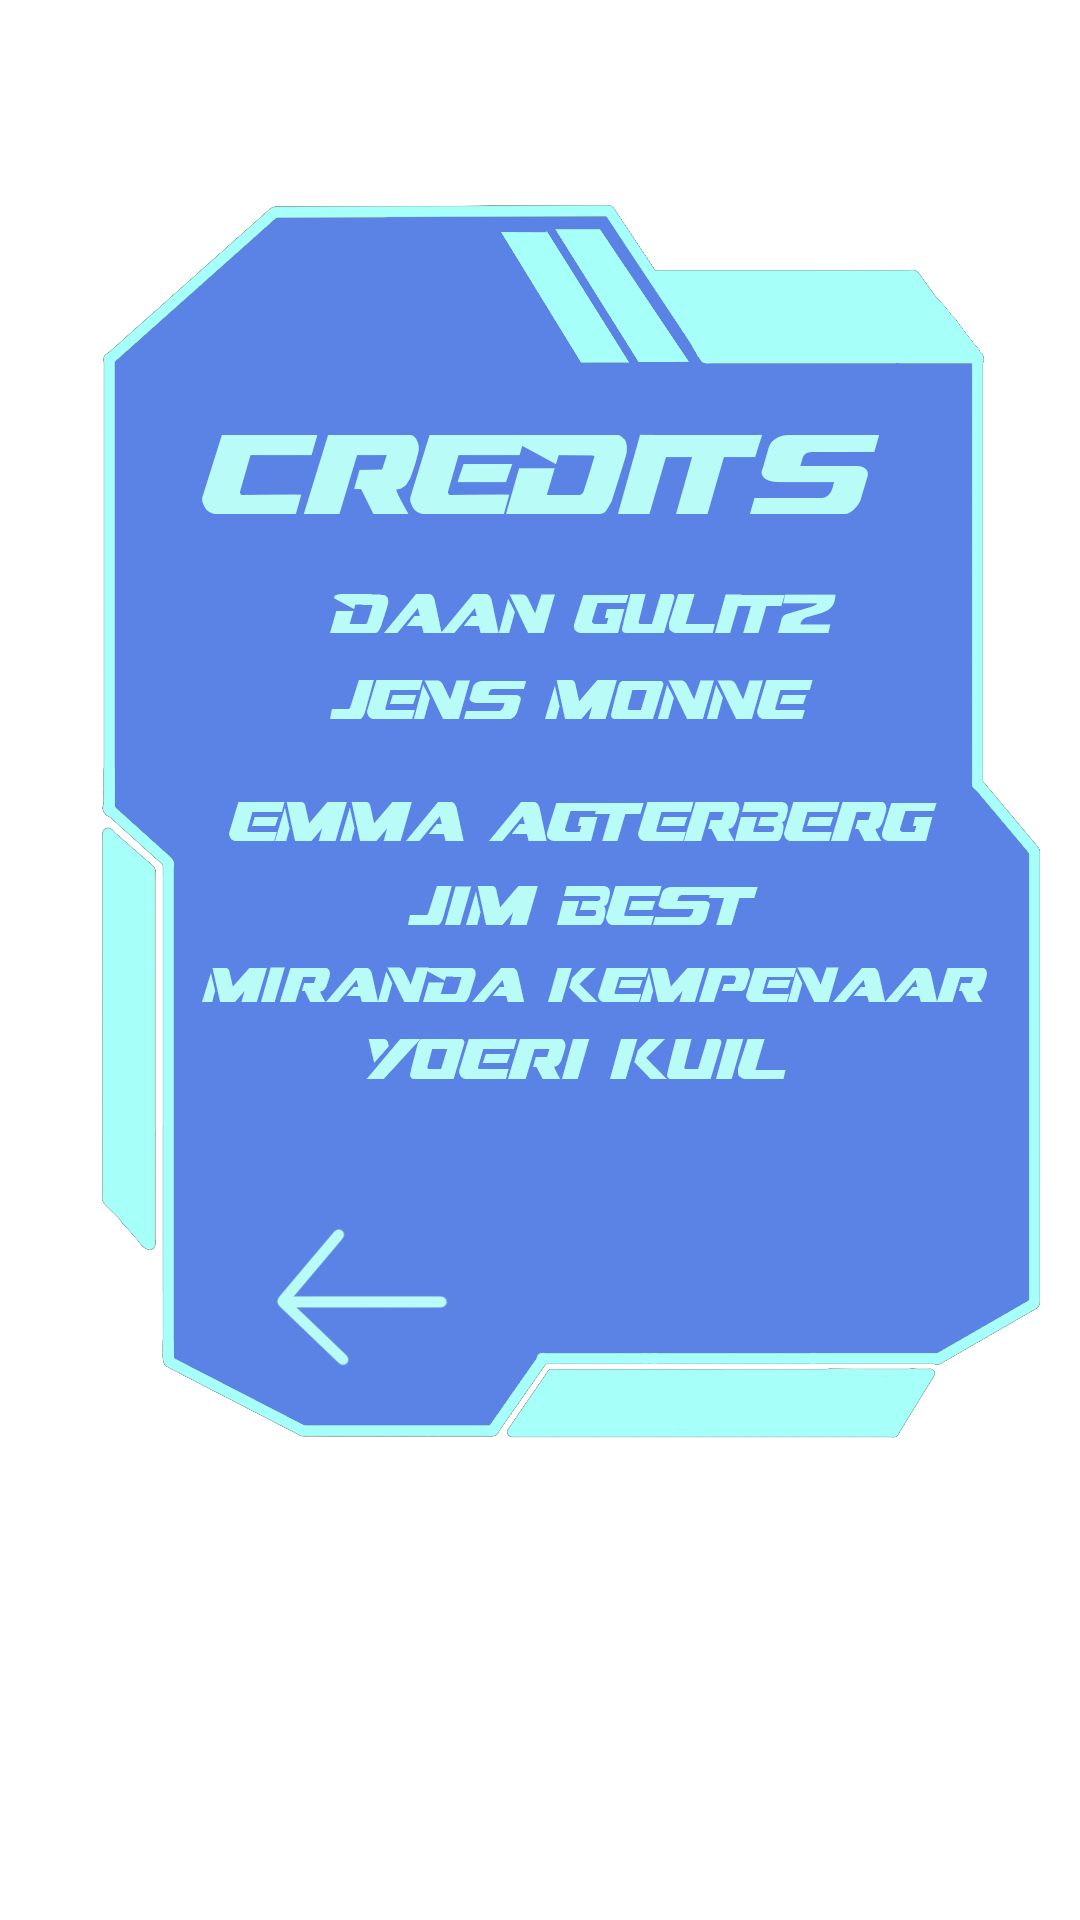 CREDITS
DAAN GULITZ
JENS MONNE
EMMA AGTERBERG
JIM BEST
MIRANDA KEMPENAAR
YOERI KUIL